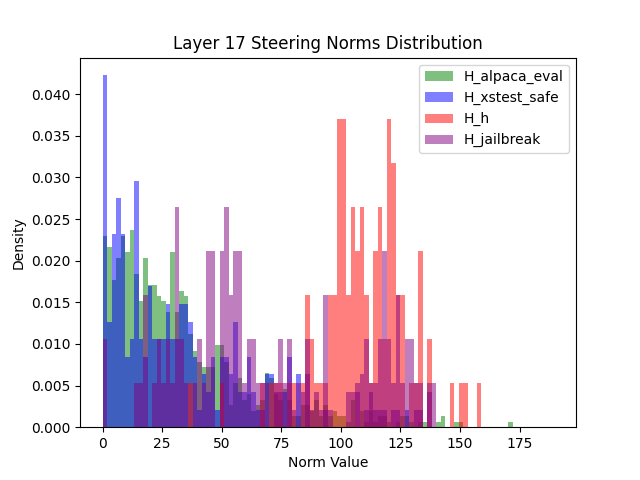 Layer 17 Steering Norms Distribution
H_alpaca_eval
H_xstest_safe
H_h
H_jailbreak
0.040
0.035
0.030
0.025
0.020
0.015
0.010
0.005
0.000
Density
0 25 50 75 100 125 150 175
Norm Value